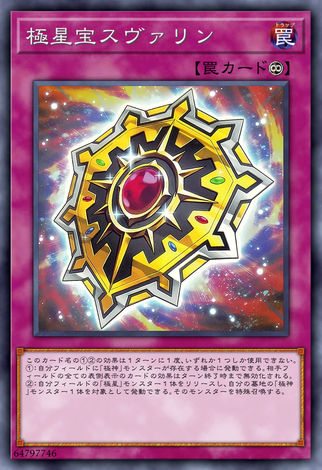 極星宝スヴァリン
トラップ
罠
【罠カード】
このカード名の①②の効果は1ターンに1度、いずれか1つしか使用できない。
①：自分フィールドに「極神」モンスターが存在する場合に発動できる。相手フ
ィールドの全ての表側表示のカードの効果はターン終了時まで無効化される。
②：自分フィールドの「極星」モンスター1体をリリースし、自分の墓地の「極神」
モンスター1体を対象として発動できる。そのモンスターを特殊召喚する。
64797746